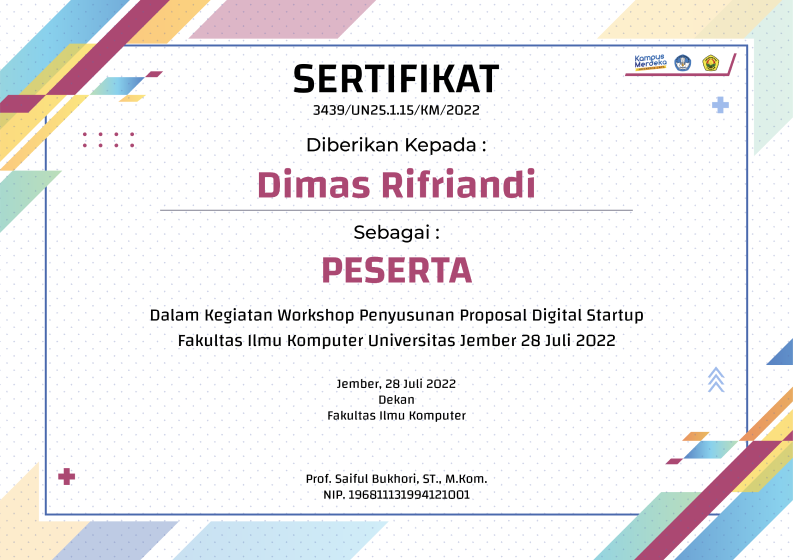 Kampus
Merdeka
SERTIFIKAT
3439/UN25.1.15/KM/2022
Diberikan Kepada :
Dimas Rifriandi
Sebagai :
PESERTA
Dalam Kegiatan Workshop Penyusunan Proposal Digital Startup
Fakultas Ilmu Komputer Universitas Jember 28 Juli 2022
Jember, 28 Juli 2022
Dekan
Fakultas Ilmu Komputer
Prof. Saiful Bukhori, ST., M.Kom.
NIP. 196811131994121001